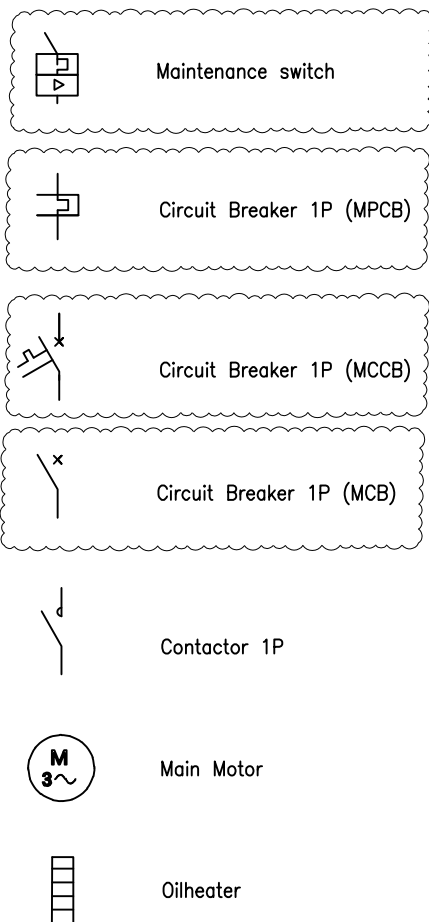 Maintenance switch
Circuit Breaker 1P (MPCB)
Circuit Breaker 1P (MCCB)
Circuit Breaker 1P (MCB)
Contactor 1P
M
3~
Main Motor
Oilheater